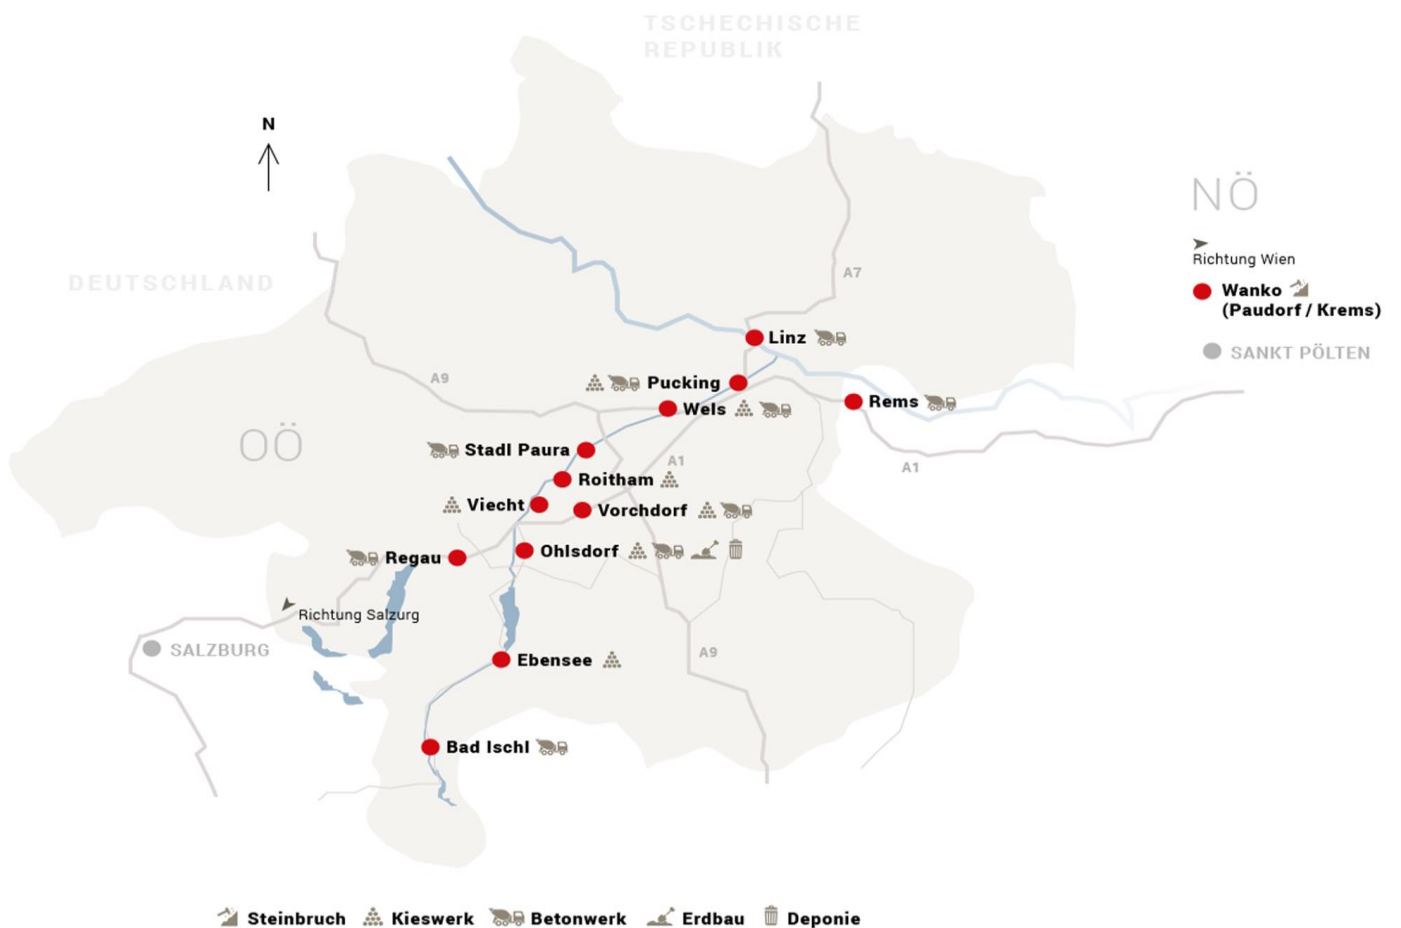 TSCHECHISCHE
REPUBLIK
N
NÖ
Richtung Wien
DEUTSCHLAND
A7
Wanko
(Paudorf / Krems)
Linz
SANKT PÖLTEN
A9
Pucking
Rems
Wels
OÖ
Stadl Paura
A1
A1
Roitham
Viecht
Vorchdorf
Regau
Ohlsdorf
Richtung Salzurg
SALZBURG
A9
Ebensee
Bad Ischl
Steinbruch Kieswerk Betonwerk Erdbau Deponie